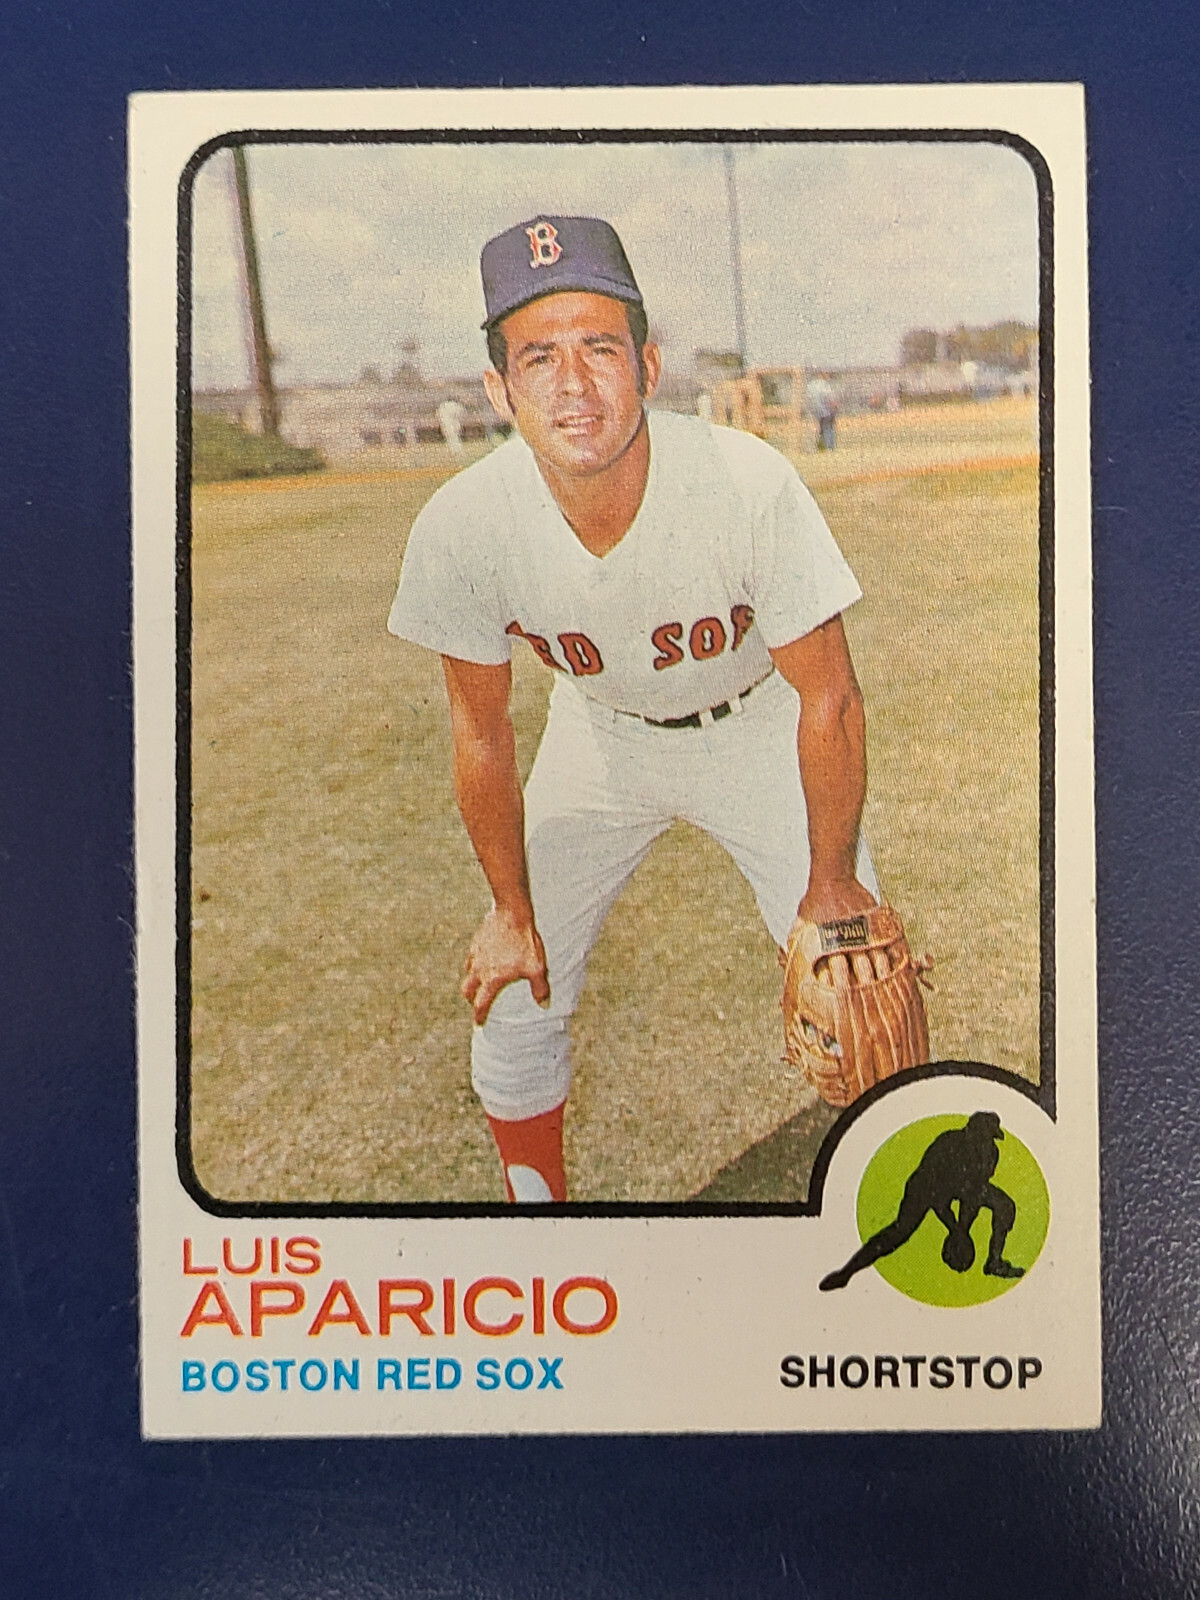 B
RED SOX
LUIS
APARICIO
BOSTON RED SOX
SHORTSTOP